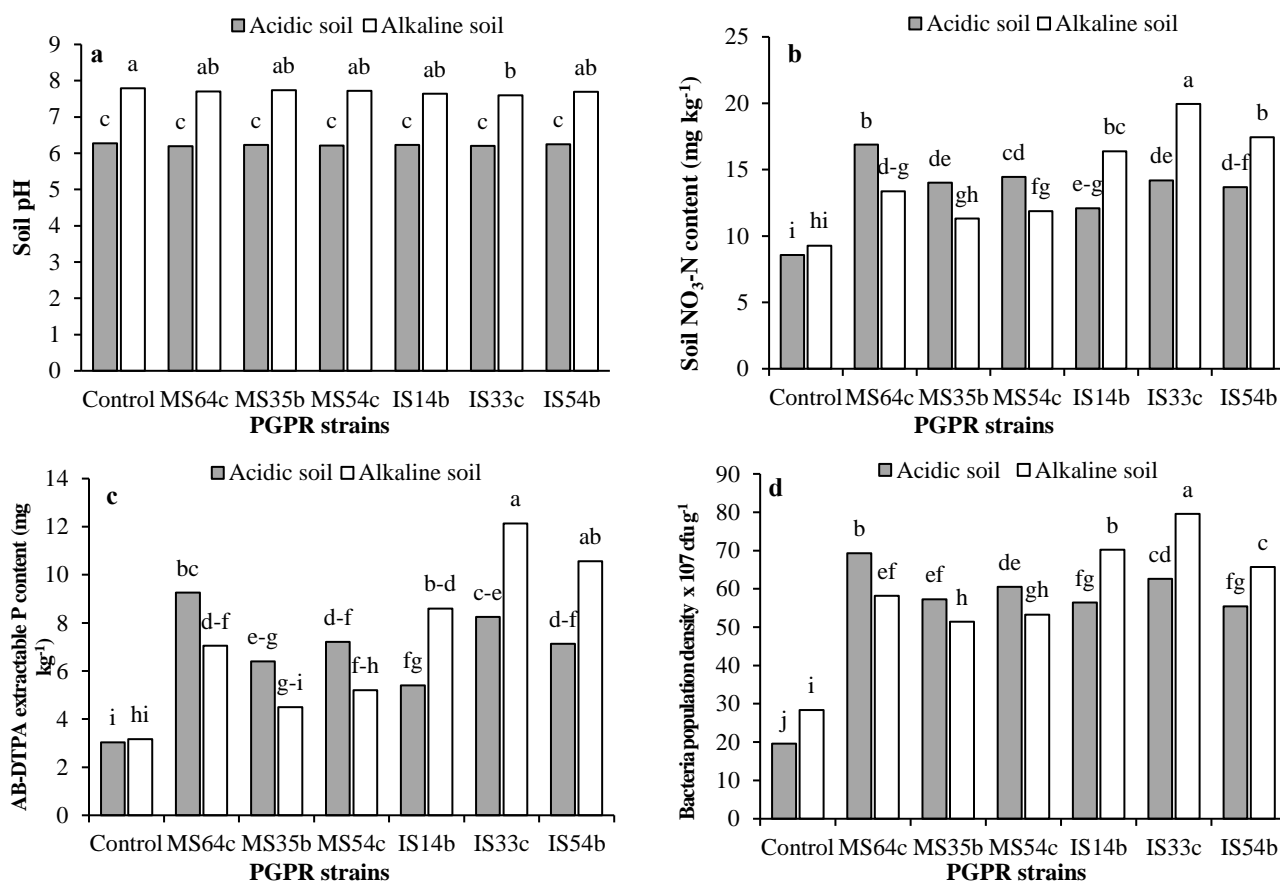 Acidic soil Alkaline soil
a
9
8
7
6
5
4
3
2
1
0
Soil pH
c a c ab c ab c ab c ab c b c ab
Control MS64c MS35b MS54c IS14b IS33c IS54b
PGPR strains
Acidic soil Alkaline soil
b
25
20
15
10
5
0
Soil NO3-N content (mg kg-1)
i hi b d-g de gh cd fg e-g bc de a d-f b
Control MS64c MS35b MS54c IS14b IS33c IS54b
PGPR strains
Acidic soil Alkaline soil
c
14
12
10
8
6
4
2
0
AB-DTPA extractable P content (mg
kg-1)
i hi bc d-f e-g g-i d-f f-h fg b-d c-e a d-f ab
Control MS64c MS35b MS54c IS14b IS33c IS54b
PGPR strains
Acidic soil Alkaline soil
d
90
80
70
60
50
40
30
20
10
0
Bacteria population density x 107 cfu g-1
j i cd ef ef h de gh fg b cd a fg c
Control MS64c MS35b MS54c IS14b IS33c IS54b
PGPR strains